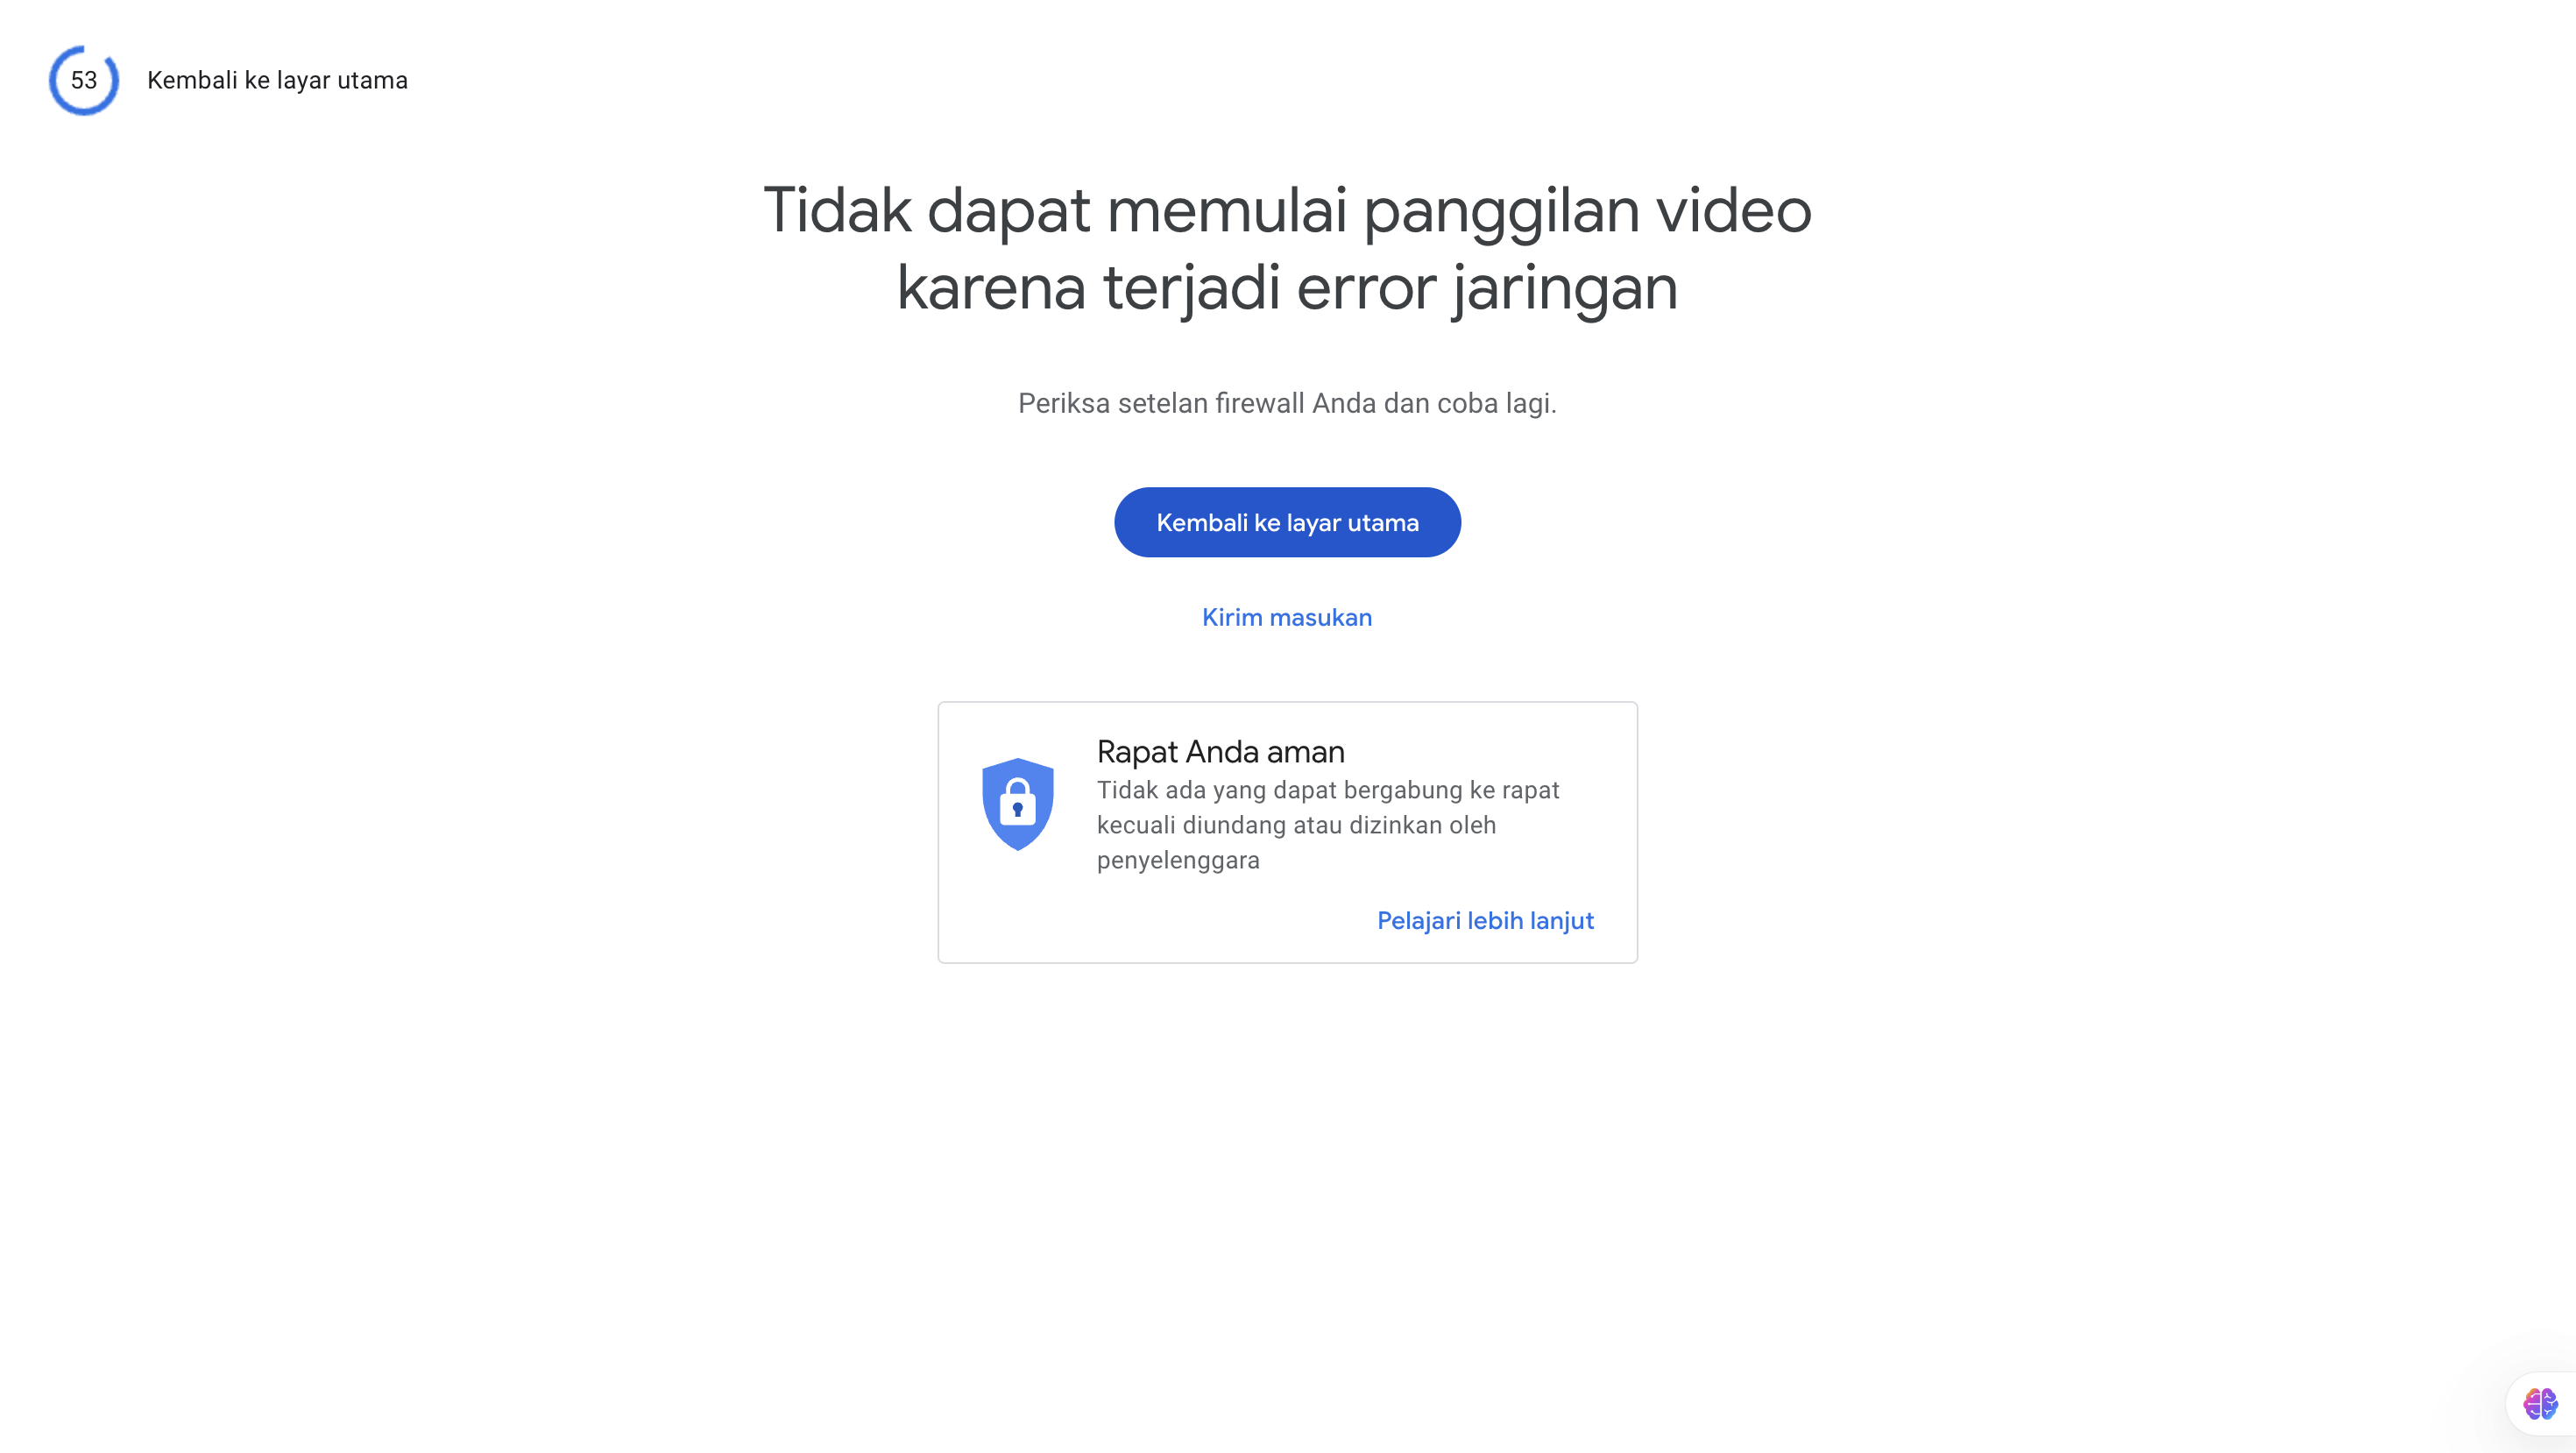 53
Kembali ke layar utama
Tidak dapat memulai panggilan video
karena terjadi error jaringan
Periksa setelan firewall Anda dan coba lagi.
Kembali ke layar utama
Kirim masukan
Rapat Anda aman
Tidak ada yang dapat bergabung ke rapat
kecuali diundang atau dizinkan oleh
penyelenggara
Pelajari lebih lanjut